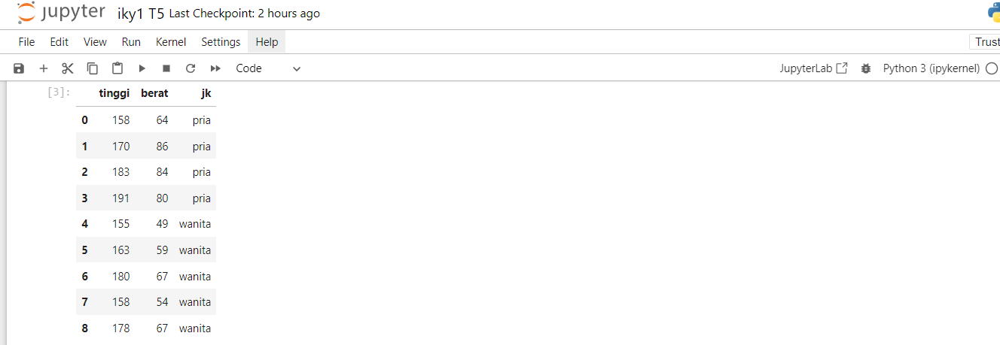 jupyter iky1 T5 Last Checkpoint: 2 hours ago
File Edit View Run Kernel Settings Help Trust
Code JupyterLab Python 3 (ipykernel)
[3]: tinggi berat jk
0 158 64 pria
1 170 86 pria
2 183 84 pria
3 191 80 pria
4 155 49 wanita
5 163 59 wanita
6 180 67 wanita
7 158 54 wanita
8 178 67 wanita